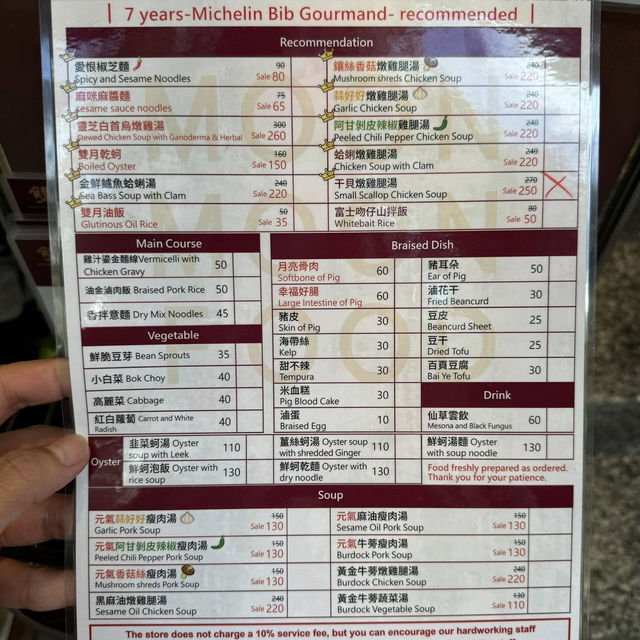 7 years-Michelin Bib Gourmand- recommended
Recommendation
愛恨椒芝麵 90
Spicy and Sesame Noodles Sale 80
麻咪麻醬麵 75
sesame sauce noodles Sale 65
靈芝白首烏燉雞湯 300
Stewed Chicken Soup with Ganoderma & Herbal Sale 260
雙月乾蚵 160
Boiled Oyster Sale 150
金鮮鱸魚蛤蜊湯 240
Sea Bass Soup with Clam Sale 220
雙月油飯 50
Glutinous Oil Rice Sale 35
鑲絲香菇燉雞腿湯 240
Mushroom shreds Chicken Soup Sale 220
蒜好好燉雞腿湯 240
Garlic Chicken Soup Sale 220
阿甘剝皮辣椒雞腿湯 240
Peeled Chili Pepper Chicken Soup Sale 220
蛤蜊燉雞腿湯 240
Chicken Soup with Clam Sale 220
干貝燉雞腿湯 270
Small Scallop Chicken Soup Sale 250
富士吻仔山拌飯 80
Whitebait Rice Sale 50
Main Course
雞汁鎏金麵線Vermicelli with
Chicken Gravy 50
油金滷肉飯 Braised Pork Rice 50
香拌意麵 Dry Mix Noodles 45
Vegetable
鮮脆豆芽 Bean Sprouts 35
小白菜 Bok Choy 40
高麗菜 Cabbage 40
紅白蘿蔔 Carrot and White
Radish 40
Braised Dish
月亮骨肉
Softbone of Pig 60
幸福好腸
Large Intestine of Pig 60
豬皮
Skin of Pig 30
海帶絲
Kelp 30
甜不辣
Tempura 30
米血糕
Pig Blood Cake 30
滷蛋
Braised Egg 10
豬耳朵
Ear of Pig 50
滷花干
Fried Beancurd 30
豆皮
Beancurd Sheet 25
豆干
Dried Tofu 25
百頁豆腐
Bai Ye Tofu 30
Drink
仙草雲飲
Mesona and Black Fungus 60
Oyster
韭菜蚵湯 Oyster
soup with Leek 110
鮮蚵泡飯 Oyster with
rice soup 130
薑絲蚵湯 Oyster soup
with shredded Ginger 110
鮮蚵乾麵 Oyster with
dry noodle 130
鮮蚵湯麵 Oyster
with soup noodle 130
Food freshly prepared as ordered.
Thank you for your patience.
Soup
元氣蒜好好瘦肉湯 150
Garlic Pork Soup Sale 130
元氣阿甘剝皮辣椒瘦肉湯 150
Peeled Chili Pepper Pork Soup Sale 130
元氣香菇絲瘦肉湯 150
Mushroom shreds Pork Soup Sale 130
黑麻油燉雞腿湯 240
Sesame Oil Chicken Soup Sale 220
元氣麻油瘦肉湯 150
Sesame Oil Pork Soup Sale 130
元氣牛蒡瘦肉湯 150
Burdock Pork Soup Sale 130
黃金牛蒡燉雞腿湯 240
Burdock Chicken Soup Sale 220
黃金牛蒡蔬菜湯 130
Burdock Vegetable Soup Sale 110
The store does not charge a 10% service fee, but you can encourage our hardworking staff